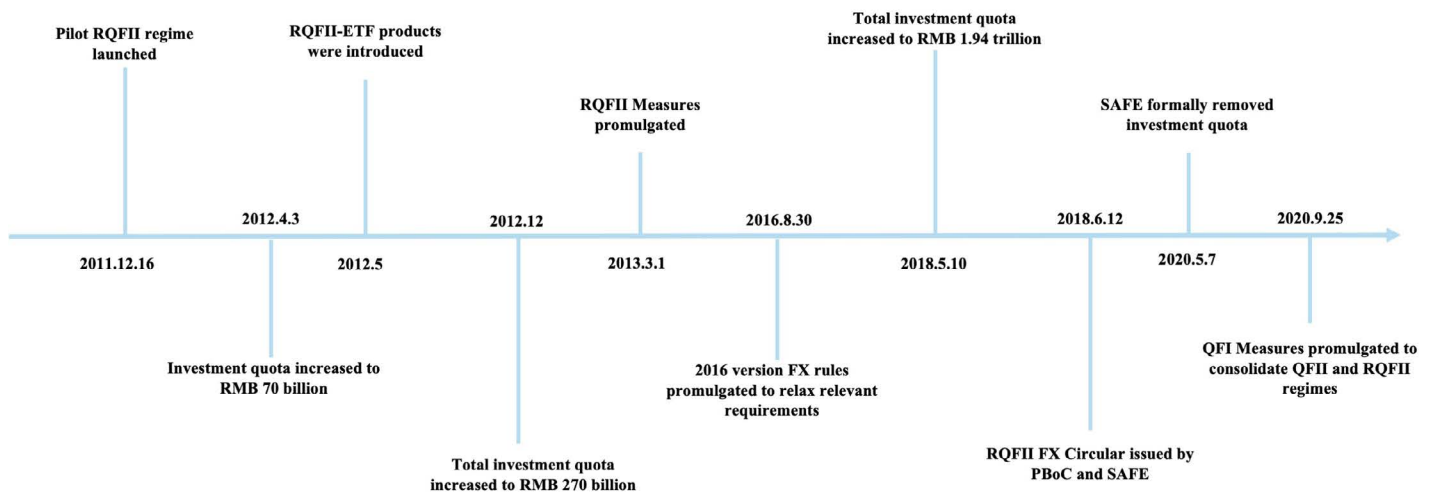 Pilot RQFII regime
launched
RQFII-ETF products
were introduced
RQFII Measures
promulgated
Total investment quota
increased to RMB 1.94 trillion
SAFE formally removed
investment quota
2012.4.3
2012.12
2016.8.30
2018.6.12
2020.9.25
2011.12.16
2012.5
2013.3.1
2018.5.10
2020.5.7
Investment quota increased to
RMB 70 billion
Total investment quota
increased to RMB 270 billion
2016 version FX rules
promulgated to relax relevant
requirements
RQFII FX Circular issued by
PBoC and SAFE
QFI Measures promulgated to
consolidate QFII and RQFII
regimes